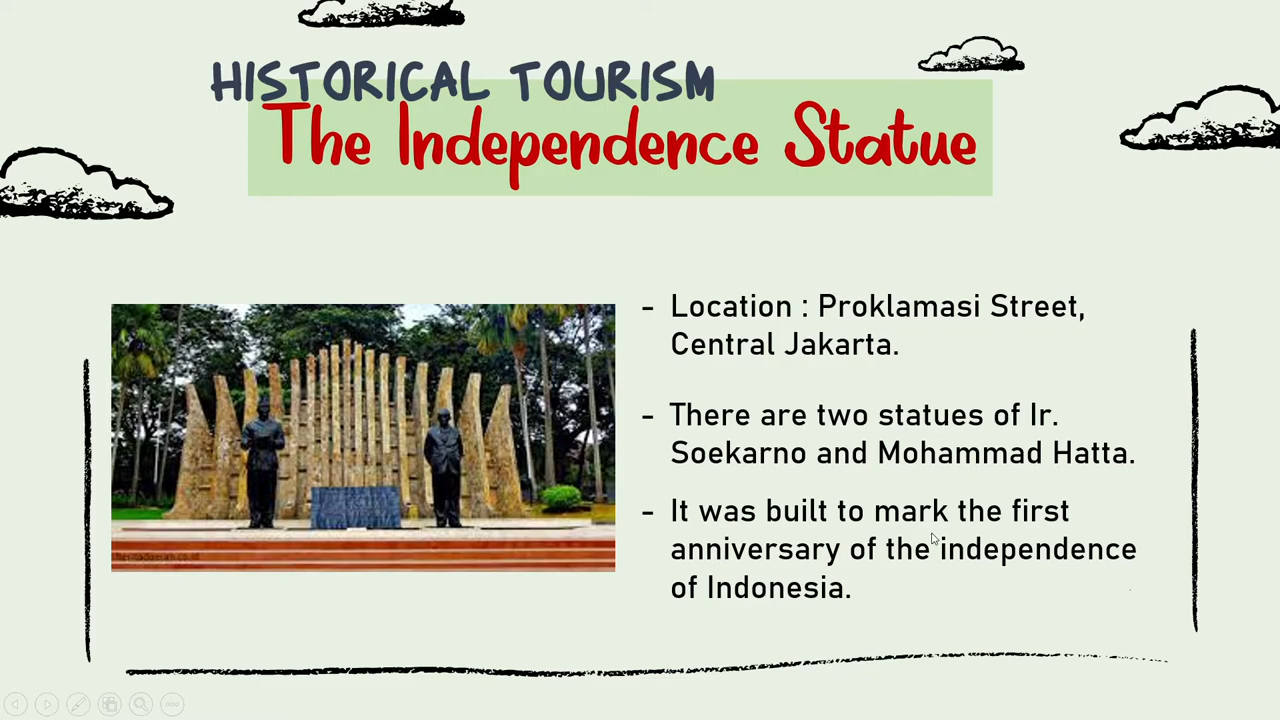 HISTORICAL TOURISM
The Independence Statue
- Location : Proklamasi Street,
Central Jakarta.
- There are two statues of Ir.
Soekarno and Mohammad Hatta.
- It was built to mark the first
anniversary of the independence
of Indonesia.